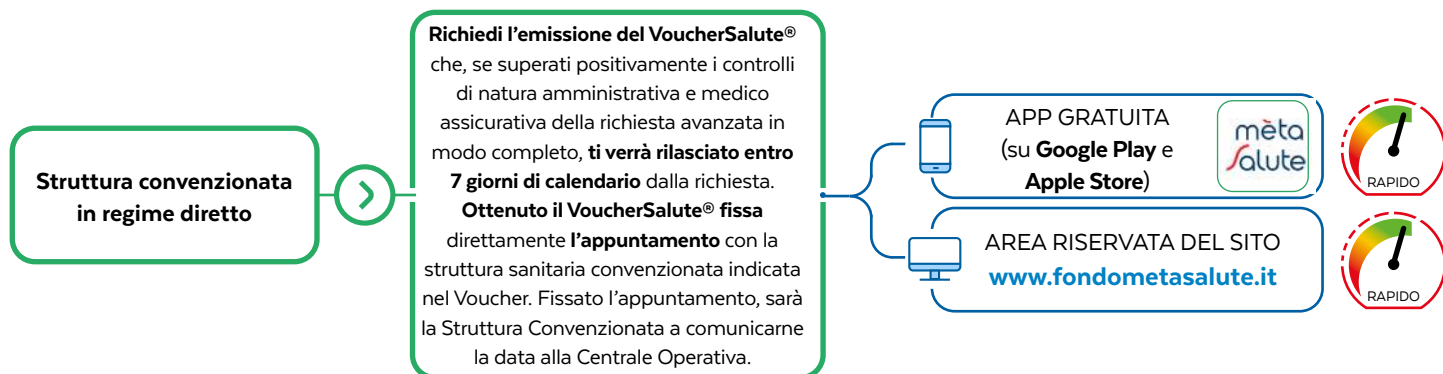 Struttura convenzionata
in regime diretto
Richiedi l’emissione del VoucherSalute®
che, se superati positivamente i controlli
di natura amministrativa e medico
assicurativa della richiesta avanzata in
modo completo, ti verrà rilasciato entro
7 giorni di calendario dalla richiesta.
Ottenuto il VoucherSalute® fissa
direttamente l’appuntamento con la
struttura sanitaria convenzionata indicata
nel Voucher. Fissato l’appuntamento, sarà
la Struttura Convenzionata a comunicarne
la data alla Centrale Operativa.
APP GRATUITA
(su Google Play e
Apple Store)
mèta
Salute
RAPIDO
AREA RISERVATA DEL SITO
www.fondometasalute.it
RAPIDO